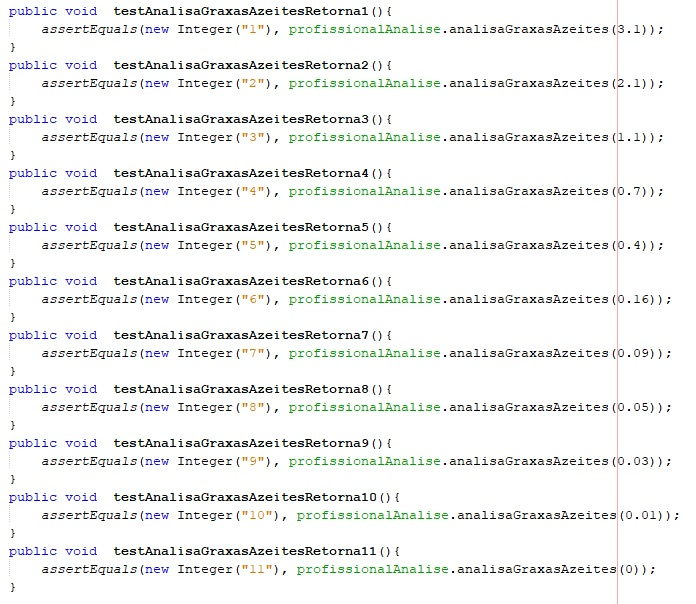 public void  testAnalisaGraxasAzeitesRetorna1(){
    assertEquals(new Integer("1"), profissionalAnalise.analisaGraxasAzeites(3.1));
}
public void  testAnalisaGraxasAzeitesRetorna2(){
    assertEquals(new Integer("2"), profissionalAnalise.analisaGraxasAzeites(2.1));
}
public void  testAnalisaGraxasAzeitesRetorna3(){
    assertEquals(new Integer("3"), profissionalAnalise.analisaGraxasAzeites(1.1));
}
public void  testAnalisaGraxasAzeitesRetorna4(){
    assertEquals(new Integer("4"), profissionalAnalise.analisaGraxasAzeites(0.7));
}
public void  testAnalisaGraxasAzeitesRetorna5(){
    assertEquals(new Integer("5"), profissionalAnalise.analisaGraxasAzeites(0.4));
}
public void  testAnalisaGraxasAzeitesRetorna6(){
    assertEquals(new Integer("6"), profissionalAnalise.analisaGraxasAzeites(0.16));
}
public void  testAnalisaGraxasAzeitesRetorna7(){
    assertEquals(new Integer("7"), profissionalAnalise.analisaGraxasAzeites(0.09));
}
public void  testAnalisaGraxasAzeitesRetorna8(){
    assertEquals(new Integer("8"), profissionalAnalise.analisaGraxasAzeites(0.05));
}
public void  testAnalisaGraxasAzeitesRetorna9(){
    assertEquals(new Integer("9"), profissionalAnalise.analisaGraxasAzeites(0.03));
}
public void  testAnalisaGraxasAzeitesRetorna10(){
    assertEquals(new Integer("10"), profissionalAnalise.analisaGraxasAzeites(0.01));
}
public void  testAnalisaGraxasAzeitesRetorna11(){
    assertEquals(new Integer("11"), profissionalAnalise.analisaGraxasAzeites(0));
}